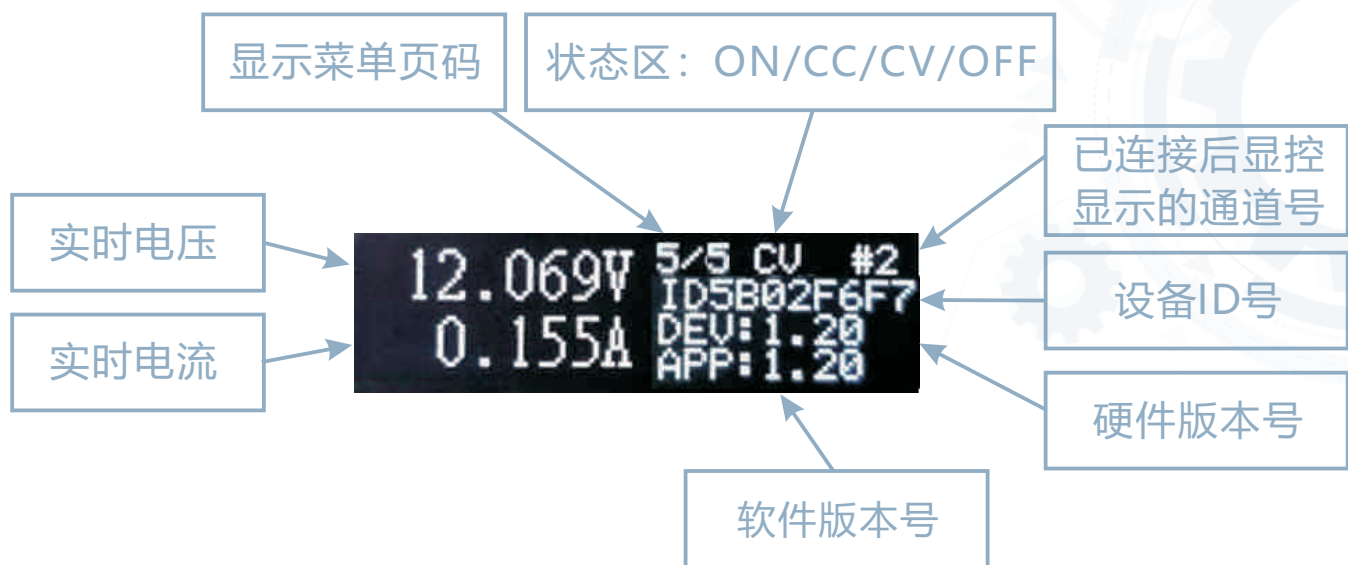 显示菜单页码
状态区：ON/CC/CV/OFF
已连接后显控
显示的通道号
实时电压
12.069V
5/5 CV #2
ID5B02F6F7
设备ID号
实时电流
0.155A
DEV:1.20
APP:1.20
硬件版本号
软件版本号